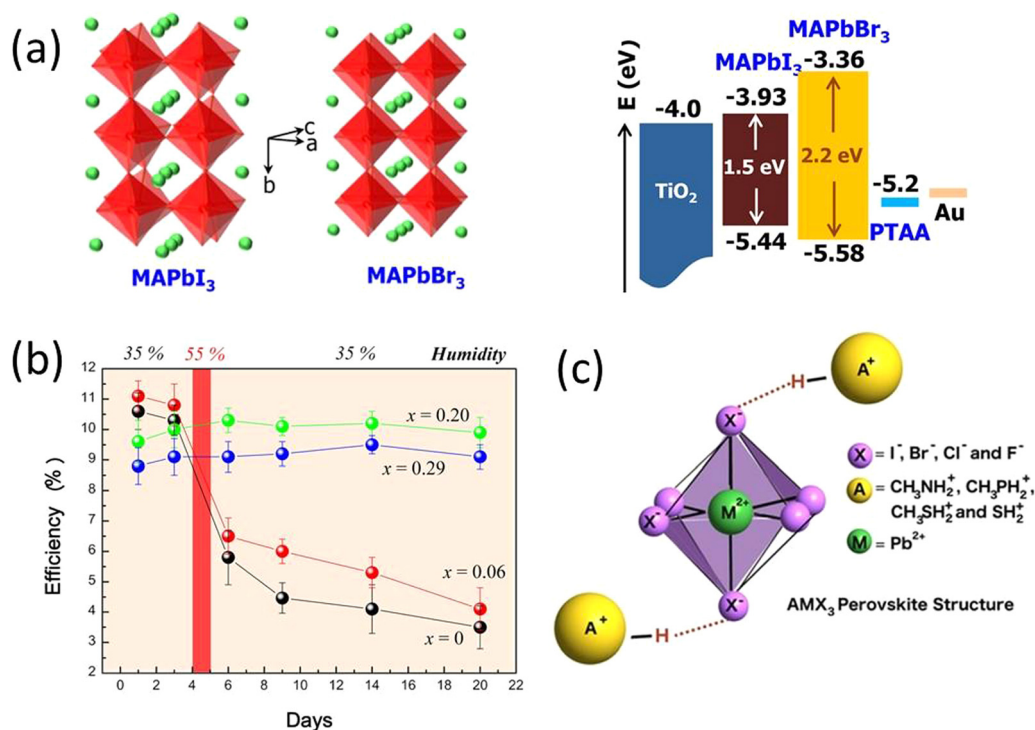 (a)
MAPbI3
c
a
b
MAPbBr3
E (eV)
MAPbBr3
-3.36
MAPbI3
-3.93
-4.0
1.5 eV
2.2 eV
TiO2
-5.2
PTAA
Au
-5.44
-5.58
(b)
35 %
55 %
35 %
Humidity
12
11
10
9
8
7
6
5
4
3
2
Efficiency (%)
x = 0.20
x = 0.29
x = 0.06
x = 0
0 2 4 6 8 10 12 14 16 18 20 22
Days
(c)
A+
H
X-
X-
M2+
X-
A+
H
X = I-, Br-, Cl- and F-
A = CH3NH2+, CH3PH2+,
CH3SH2+ and SH2+
M = Pb2+
AMX3 Perovskite Structure